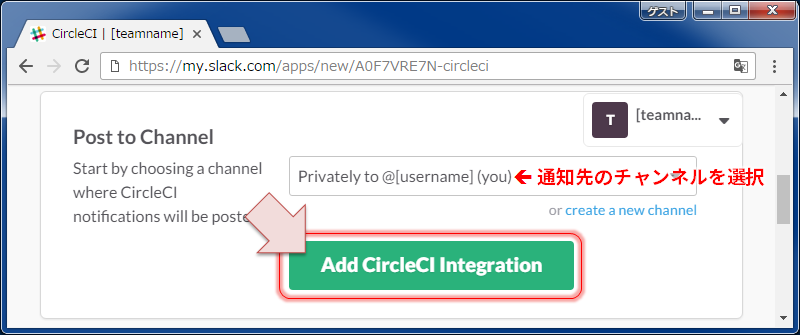 ゲスト
CircleCI | [teamname]
https://my.slack.com/apps/new/A0F7VRE7N-circleci
T [teamna...
Post to Channel
Start by choosing a channel
where CircleCI
notifications will be poste
Privately to @[username] (you) ← 通知先のチャンネルを選択
or create a new channel
Add CircleCI Integration